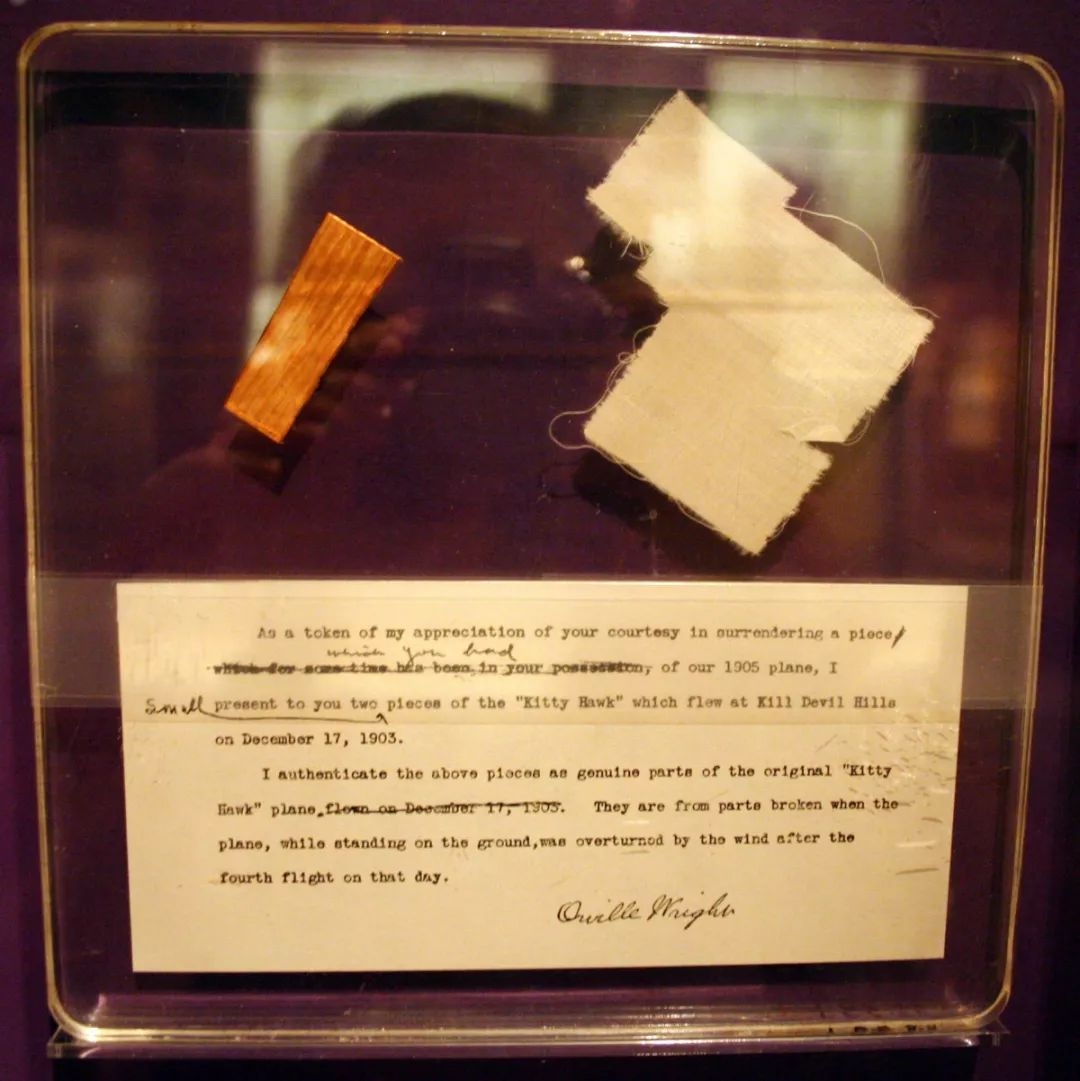 As a token of my appreciation of your courtesy in surrendering a piece
which you had
which for some time has been in your possession, of our 1905 plane, I
Small present to you two pieces of the "Kitty Hawk" which flew at Kill Devil Hills
on December 17, 1903.
I authenticate the above pieces as genuine parts of the original "Kitty
Hawk" plane, flown on December 17, 1903. They are from parts broken when the
plane, while standing on the ground,was overturned by the wind after the
fourth flight on that day.
Orville Wright